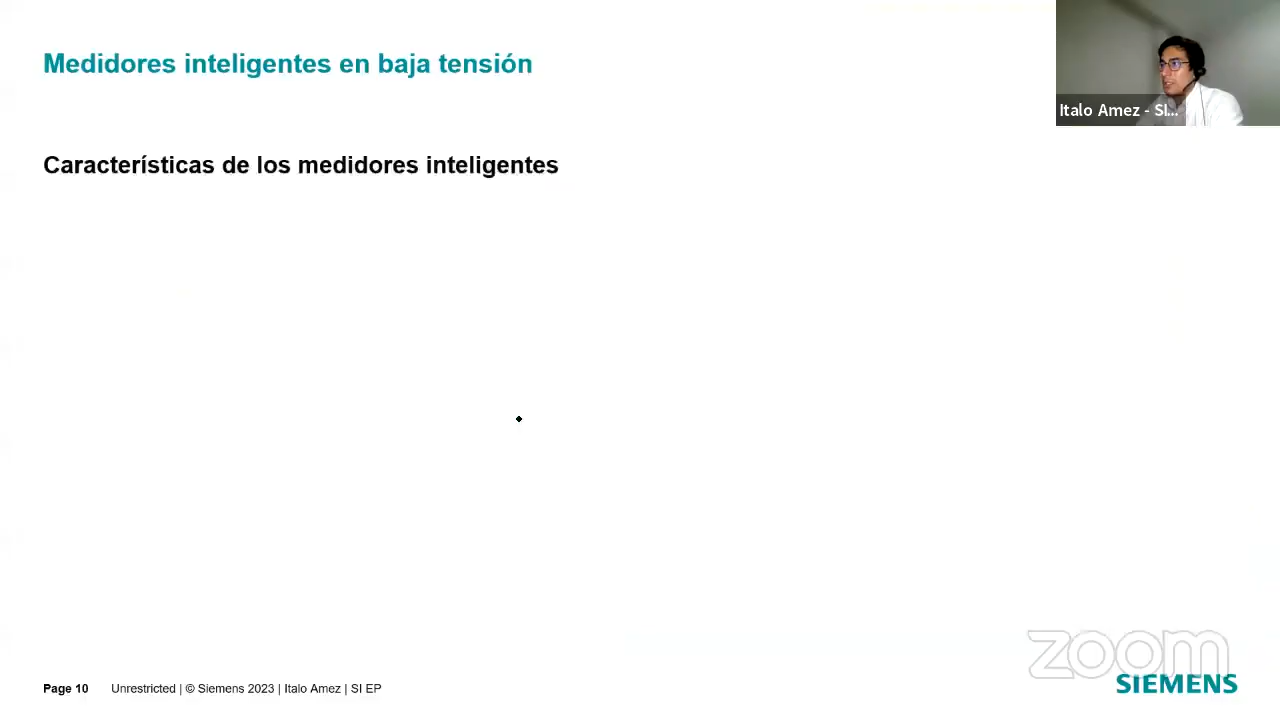 Medidores inteligentes en baja tensión
Italo Amez - SI...
Características de los medidores inteligentes
zoom
SIEMENS
Page 10 Unrestricted | © Siemens 2023 | Italo Amez | SI EP